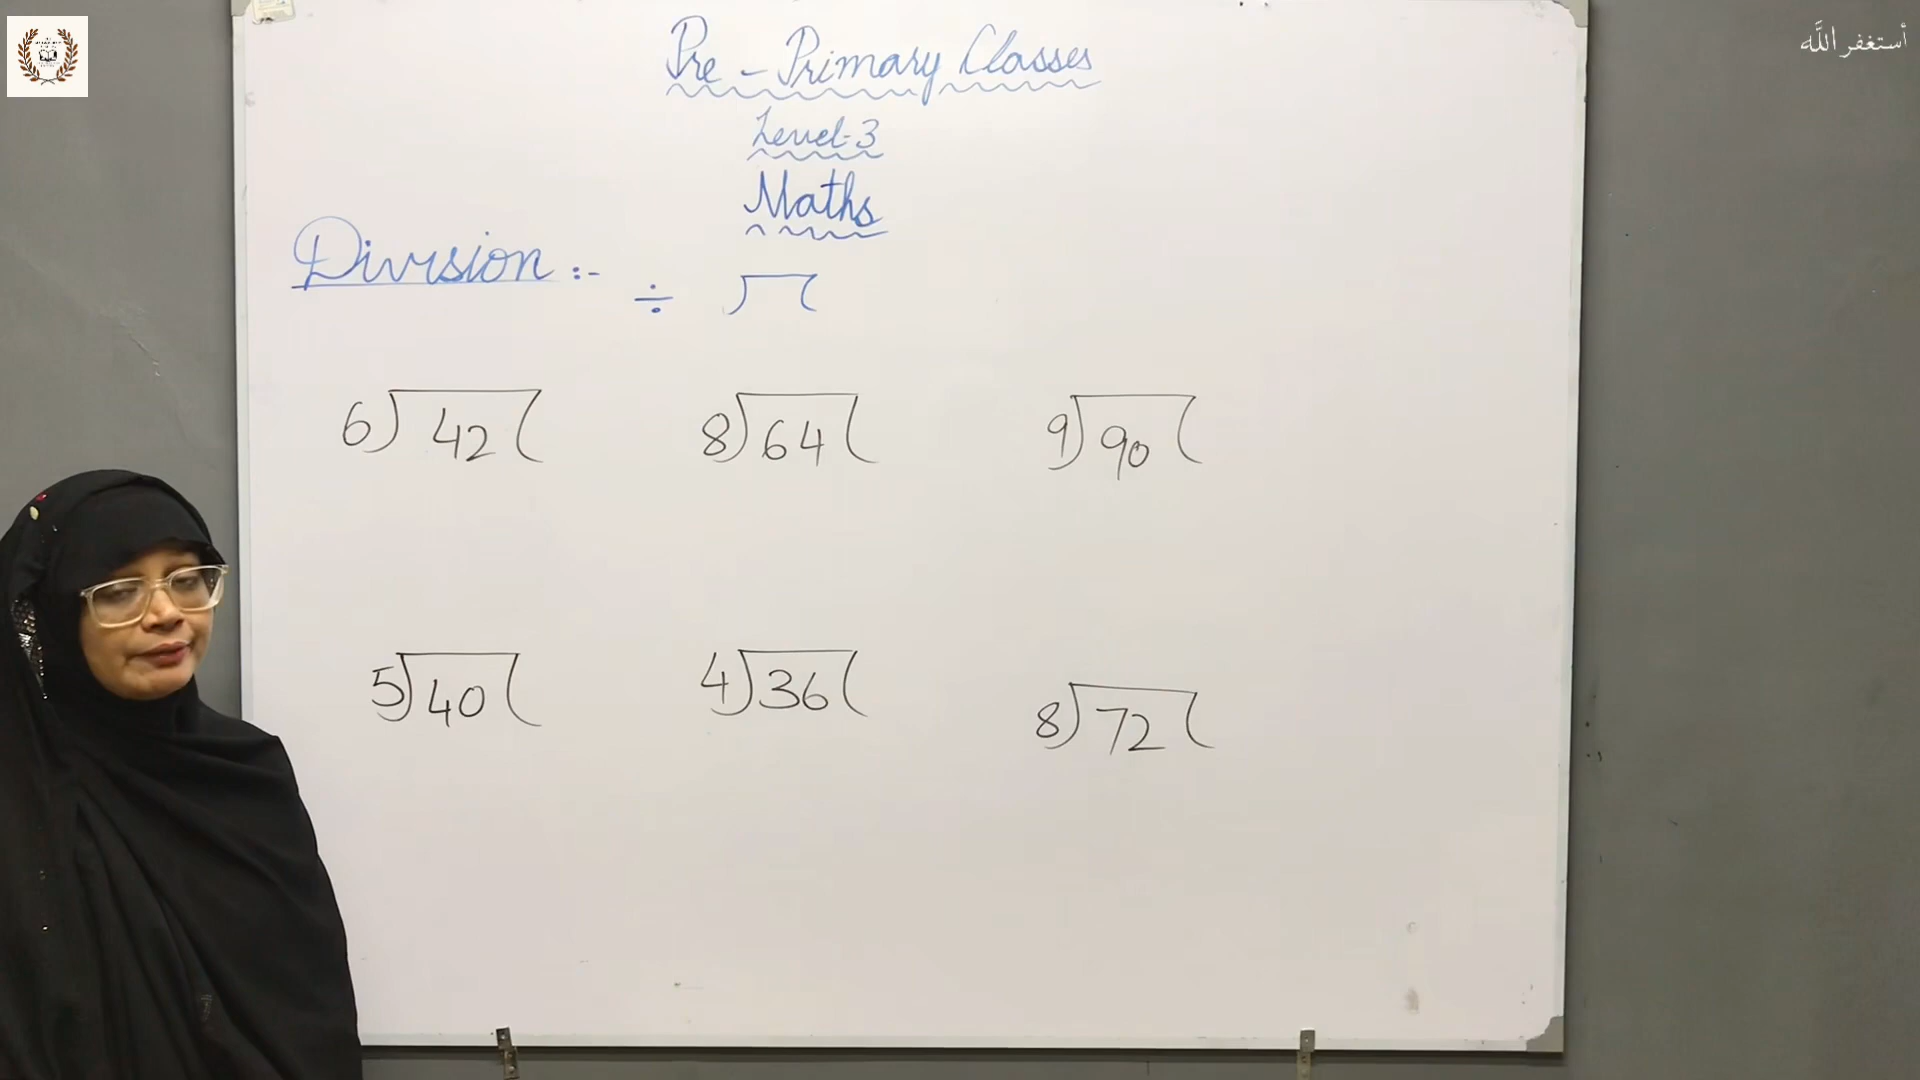 أستغفر الله
Pre - Primary Classes
Level-3
Maths
Division :-
÷ )‾(
6)42(
8)64(
9)90(
5)40(
4)36(
8)72(